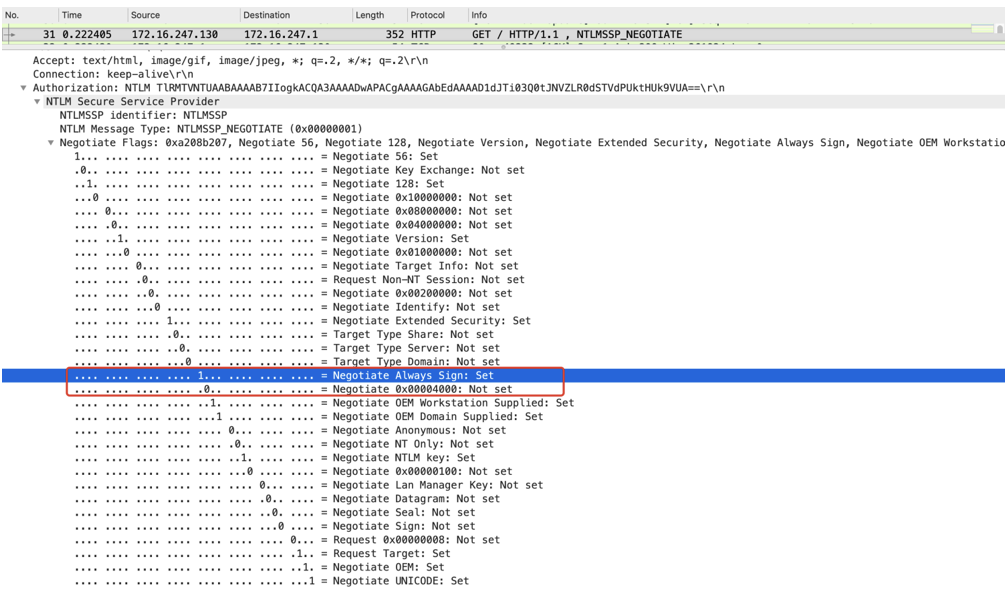 No. Time Source Destination Length Protocol Info
31 0.222405 172.16.247.130 172.16.247.1 352 HTTP GET / HTTP/1.1 , NTLMSSP_NEGOTIATE
Accept: text/html, image/gif, image/jpeg, *; q=.2, */*; q=.2\r\n
Connection: keep-alive\r\n
Authorization: NTLM TlRMTVNTUAABAAAAB7IIogkACQA3AAAADwAPACgAAAAGAbEdAAAAD1dJTi03Q0tJNVZLR0dSTVdPUktHUk9VUA==\r\n
NTLM Secure Service Provider
NTLMSSP identifier: NTLMSSP
NTLM Message Type: NTLMSSP_NEGOTIATE (0x00000001)
Negotiate Flags: 0xa208b207, Negotiate 56, Negotiate 128, Negotiate Version, Negotiate Extended Security, Negotiate Always Sign, Negotiate OEM Workstatio
1... .... .... .... .... .... .... .... = Negotiate 56: Set
.0.. .... .... .... .... .... .... .... = Negotiate Key Exchange: Not set
..1. .... .... .... .... .... .... .... = Negotiate 128: Set
...0 .... .... .... .... .... .... .... = Negotiate 0x10000000: Not set
.... 0... .... .... .... .... .... .... = Negotiate 0x08000000: Not set
.... .0.. .... .... .... .... .... .... = Negotiate 0x04000000: Not set
.... ..1. .... .... .... .... .... .... = Negotiate Version: Set
.... ...0 .... .... .... .... .... .... = Negotiate 0x01000000: Not set
.... .... 0... .... .... .... .... .... = Negotiate Target Info: Not set
.... .... .0.. .... .... .... .... .... = Request Non-NT Session: Not set
.... .... ..0. .... .... .... .... .... = Negotiate 0x00200000: Not set
.... .... ...0 .... .... .... .... .... = Negotiate Identify: Not set
.... .... .... 1... .... .... .... .... = Negotiate Extended Security: Set
.... .... .... .0.. .... .... .... .... = Target Type Share: Not set
.... .... .... ..0. .... .... .... .... = Target Type Server: Not set
.... .... .... ...0 .... .... .... .... = Target Type Domain: Not set
.... .... .... .... 1... .... .... .... = Negotiate Always Sign: Set
.... .... .... .... .0.. .... .... .... = Negotiate 0x00004000: Not set
.... .... .... .... ..1. .... .... .... = Negotiate OEM Workstation Supplied: Set
.... .... .... .... ...1 .... .... .... = Negotiate OEM Domain Supplied: Set
.... .... .... .... .... 0... .... .... = Negotiate Anonymous: Not set
.... .... .... .... .... .0.. .... .... = Negotiate NT Only: Not set
.... .... .... .... .... ..1. .... .... = Negotiate NTLM key: Set
.... .... .... .... .... ...0 .... .... = Negotiate 0x00000100: Not set
.... .... .... .... .... .... 0... .... = Negotiate Lan Manager Key: Not set
.... .... .... .... .... .... .0.. .... = Negotiate Datagram: Not set
.... .... .... .... .... .... ..0. .... = Negotiate Seal: Not set
.... .... .... .... .... .... ...0 .... = Negotiate Sign: Not set
.... .... .... .... .... .... .... 0... = Request 0x00000008: Not set
.... .... .... .... .... .... .... .1.. = Request Target: Set
.... .... .... .... .... .... .... ..1. = Negotiate OEM: Set
.... .... .... .... .... .... .... ...1 = Negotiate UNICODE: Set